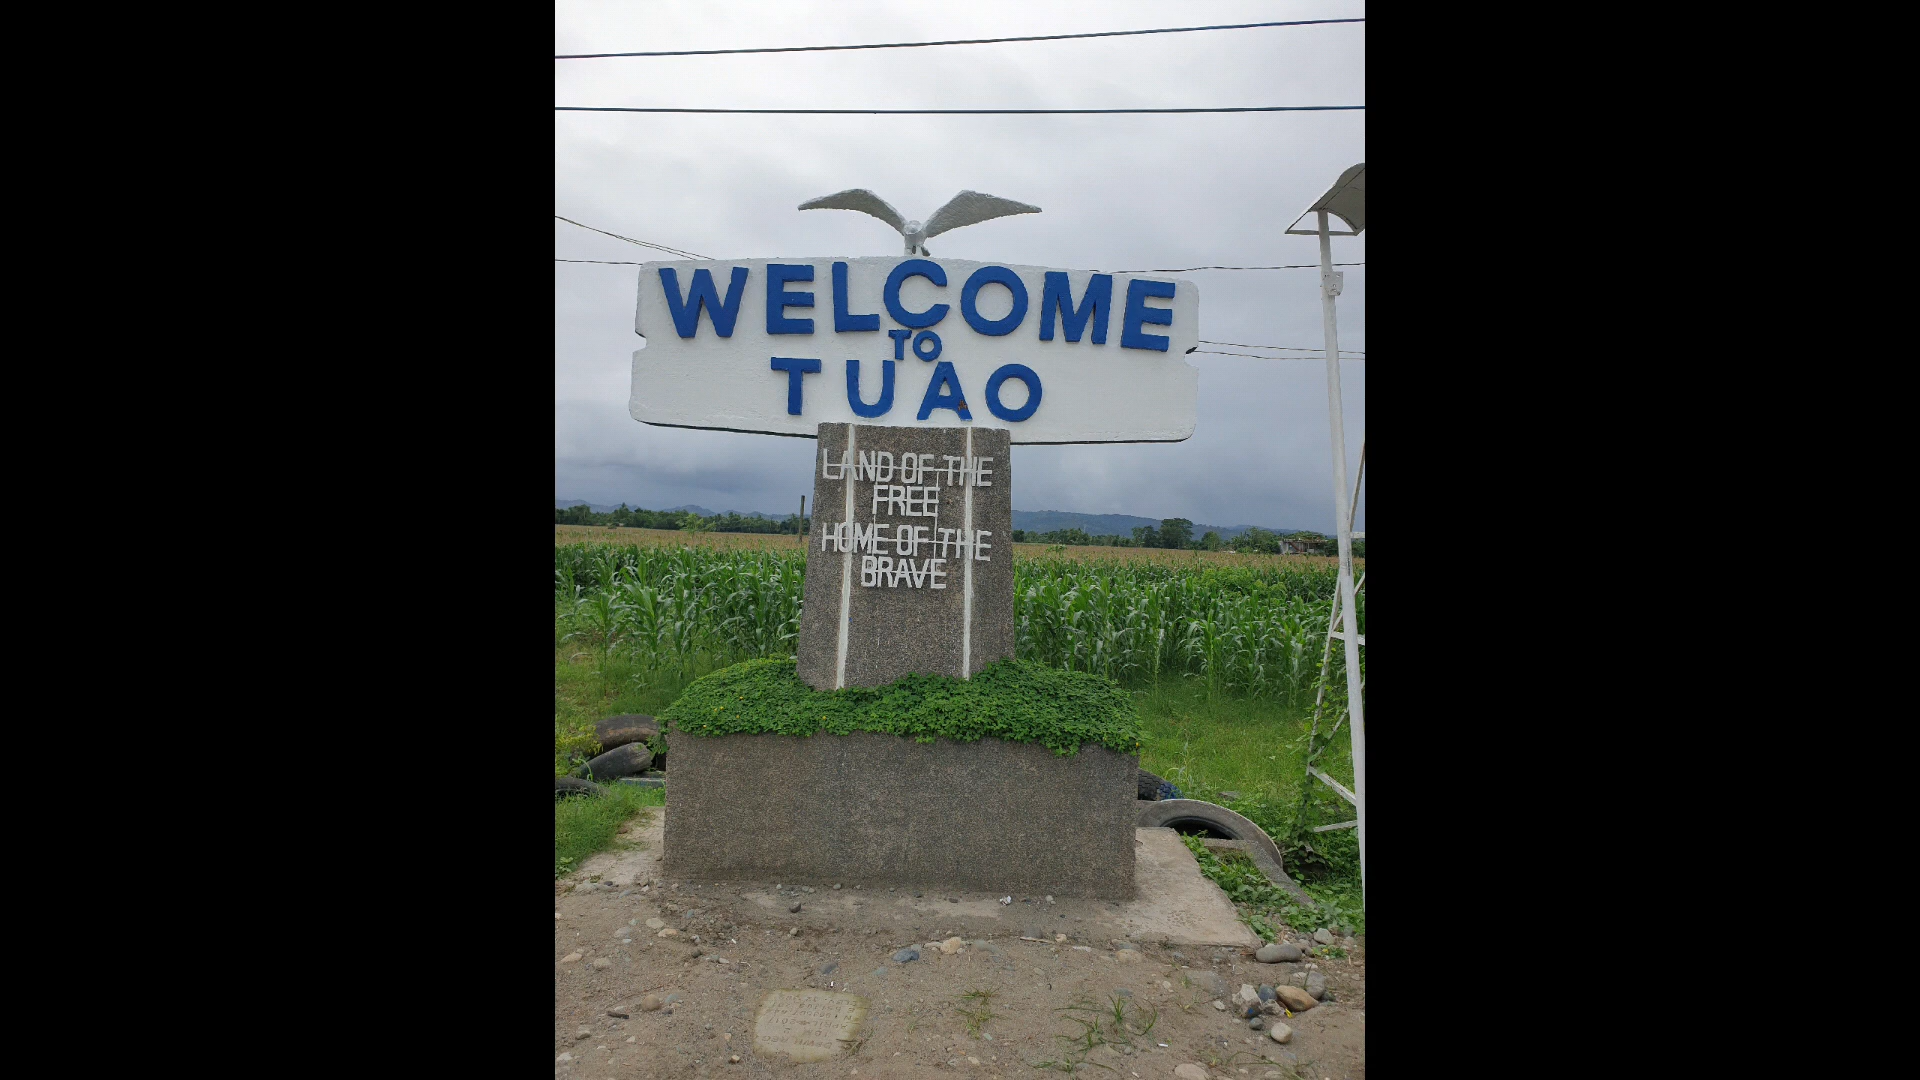 WELCOME
TO
TUAO
LAND OF THE
FREE
HOME OF THE
BRAVE